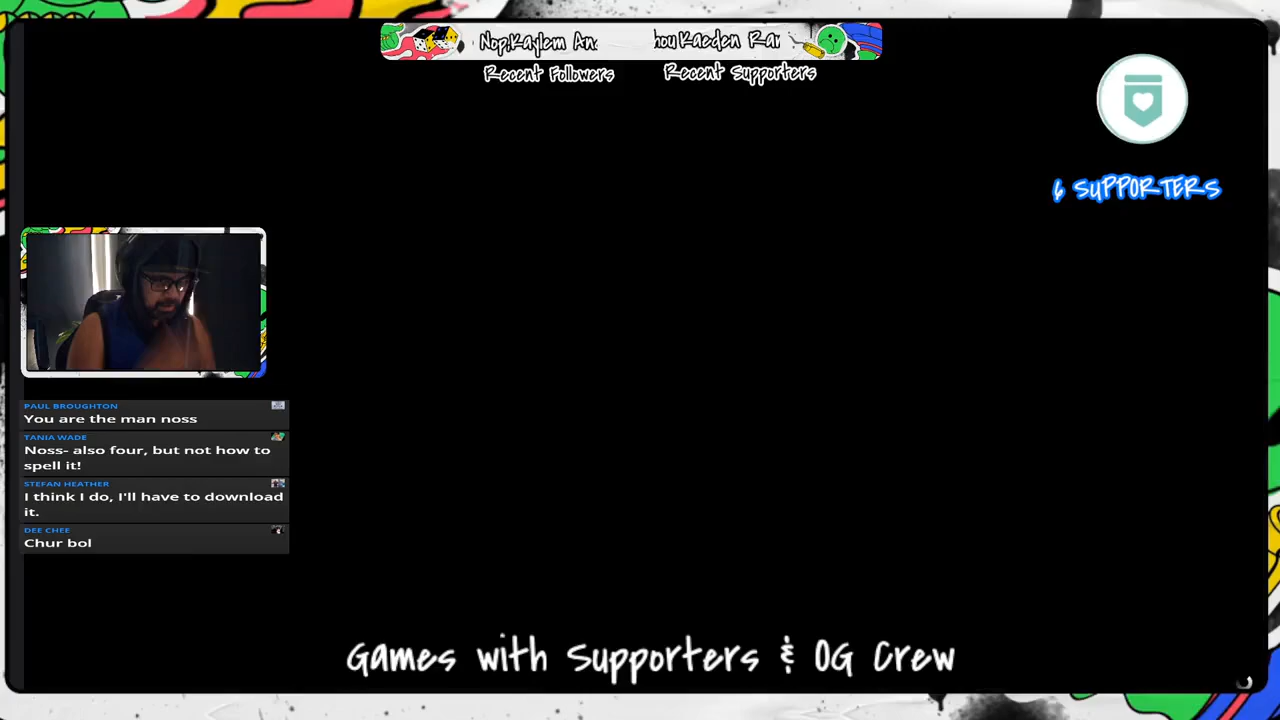 Kaylem An
Kaeden Ra
Recent Followers
Recent Supporters
6 SUPPORTERS
PAUL BROUGHTON
You are the man noss
TANIA WADE
Noss- also four, but not how to
spell it!
STEFAN HEATHER
I think I do, I'll have to download
it.
DEE CHEE
Chur bol
Games with Supporters & OG Crew